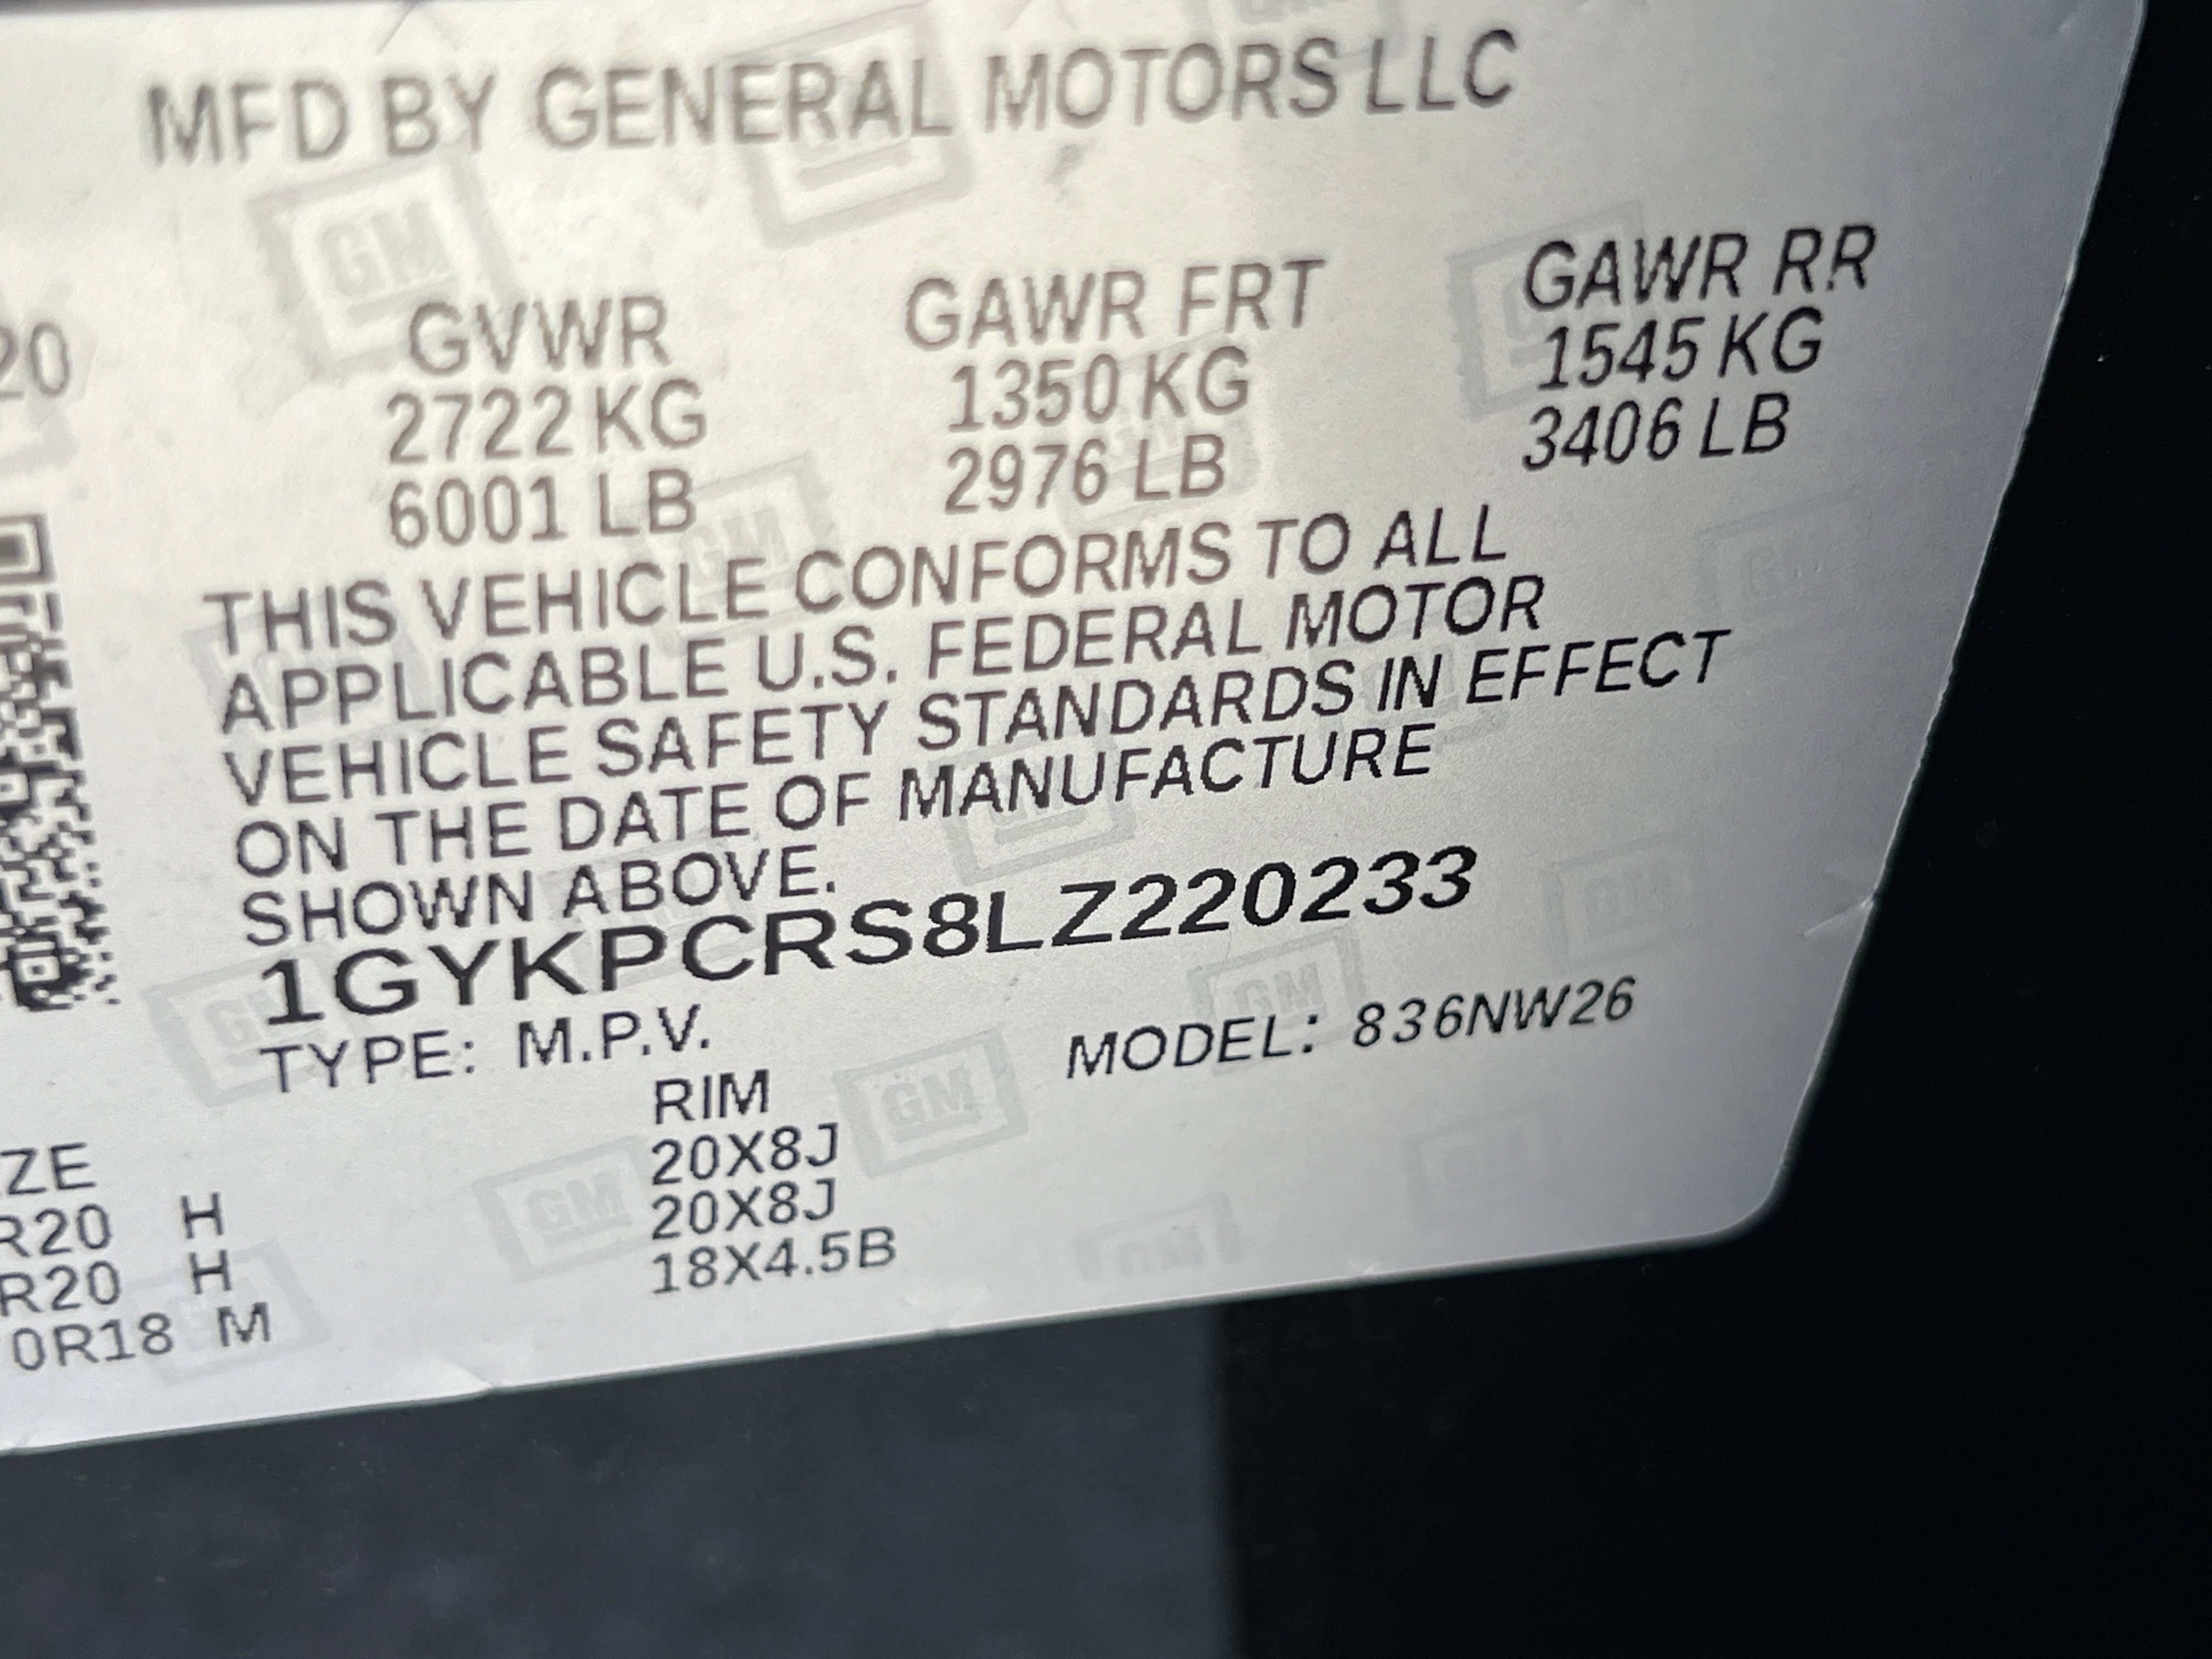 MFD BY GENERAL MOTORS LLC
20 GVWR GAWR FRT GAWR RR
2722 KG 1350 KG 1545 KG
6001 LB 2976 LB 3406 LB
THIS VEHICLE CONFORMS TO ALL
APPLICABLE U.S. FEDERAL MOTOR
VEHICLE SAFETY STANDARDS IN EFFECT
ON THE DATE OF MANUFACTURE
SHOWN ABOVE.
1GYKPCRS8LZ220233
TYPE: M.P.V. MODEL: 836NW26
ZE RIM
R20 H 20X8J
R20 H 20X8J
0R18 M 18X4.5B